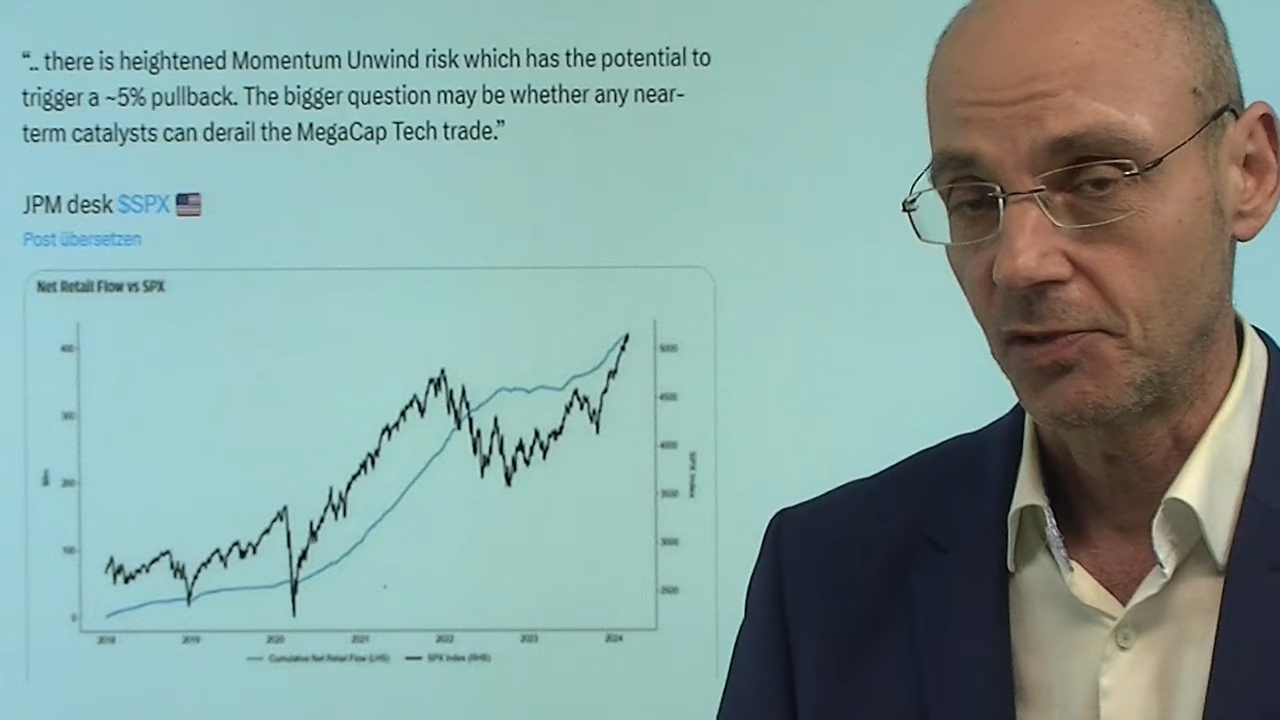 “.. there is heightened Momentum Unwind risk which has the potential to
trigger a ~5% pullback. The bigger question may be whether any near-
term catalysts can derail the MegaCap Tech trade.”
JPM desk $SPX
Post übersetzen
Net Retail Flow vs SPX
400
300
200
100
0
5000
4500
4000
3500
3000
2500
SPX Index
2018 2019 2020 2021 2022 2023 2024
Cumulative Net Retail Flow (LHS) SPX Index (RHS)